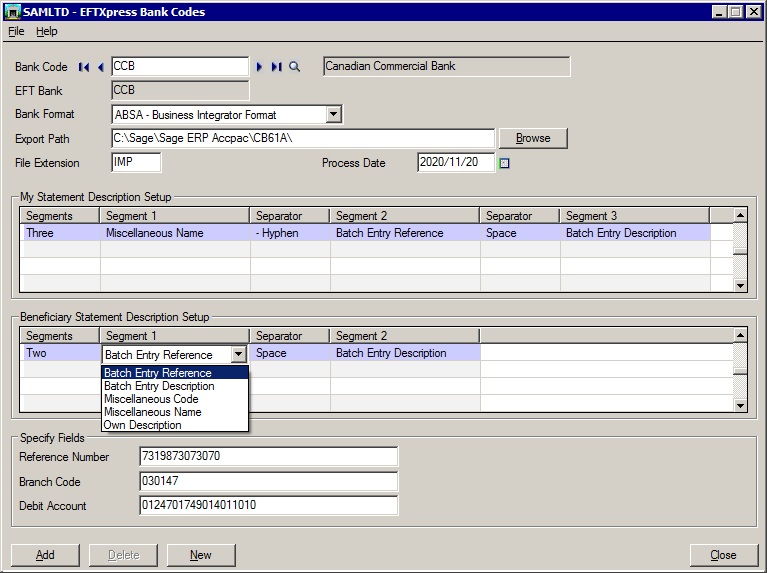 SAMLTD - EFTXpress Bank Codes
File Help
Bank Code CCB Canadian Commercial Bank
EFT Bank CCB
Bank Format ABSA - Business Integrator Format
Export Path C:\Sage\Sage ERP Accpac\CB61A\ Browse
File Extension IMP Process Date 2020/11/20
My Statement Description Setup
Segments Segment 1 Separator Segment 2 Separator Segment 3
Three Miscellaneous Name - Hyphen Batch Entry Reference Space Batch Entry Description
Beneficiary Statement Description Setup
Segments Segment 1 Separator Segment 2
Two Batch Entry Reference Space Batch Entry Description
Batch Entry Reference
Batch Entry Description
Miscellaneous Code
Miscellaneous Name
Own Description
Specify Fields
Reference Number 7319873073070
Branch Code 030147
Debit Account 0124701749014011010
Add Delete New Close